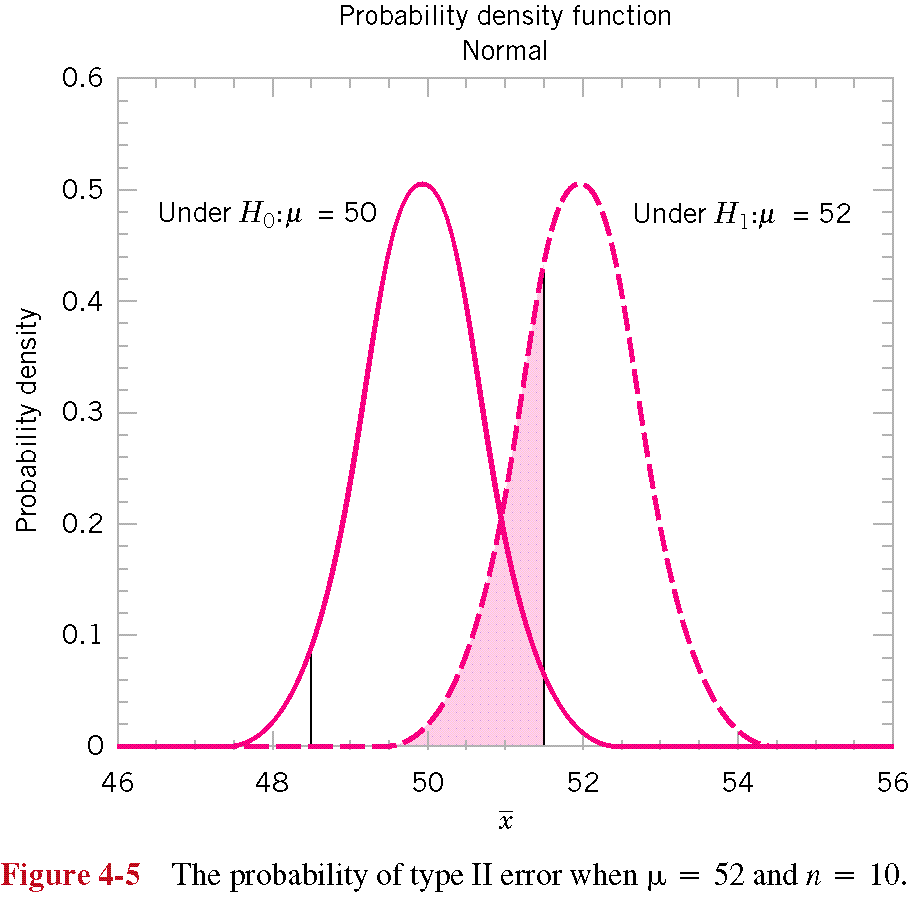 Probability density function
Normal
0.6
0.5
0.4
0.3
0.2
0.1
0
Probability density
Under H₀:μ = 50
Under H₁:μ = 52
46 48 50 52 54 56
x̅
Figure 4-5 The probability of type II error when μ = 52 and n = 10.